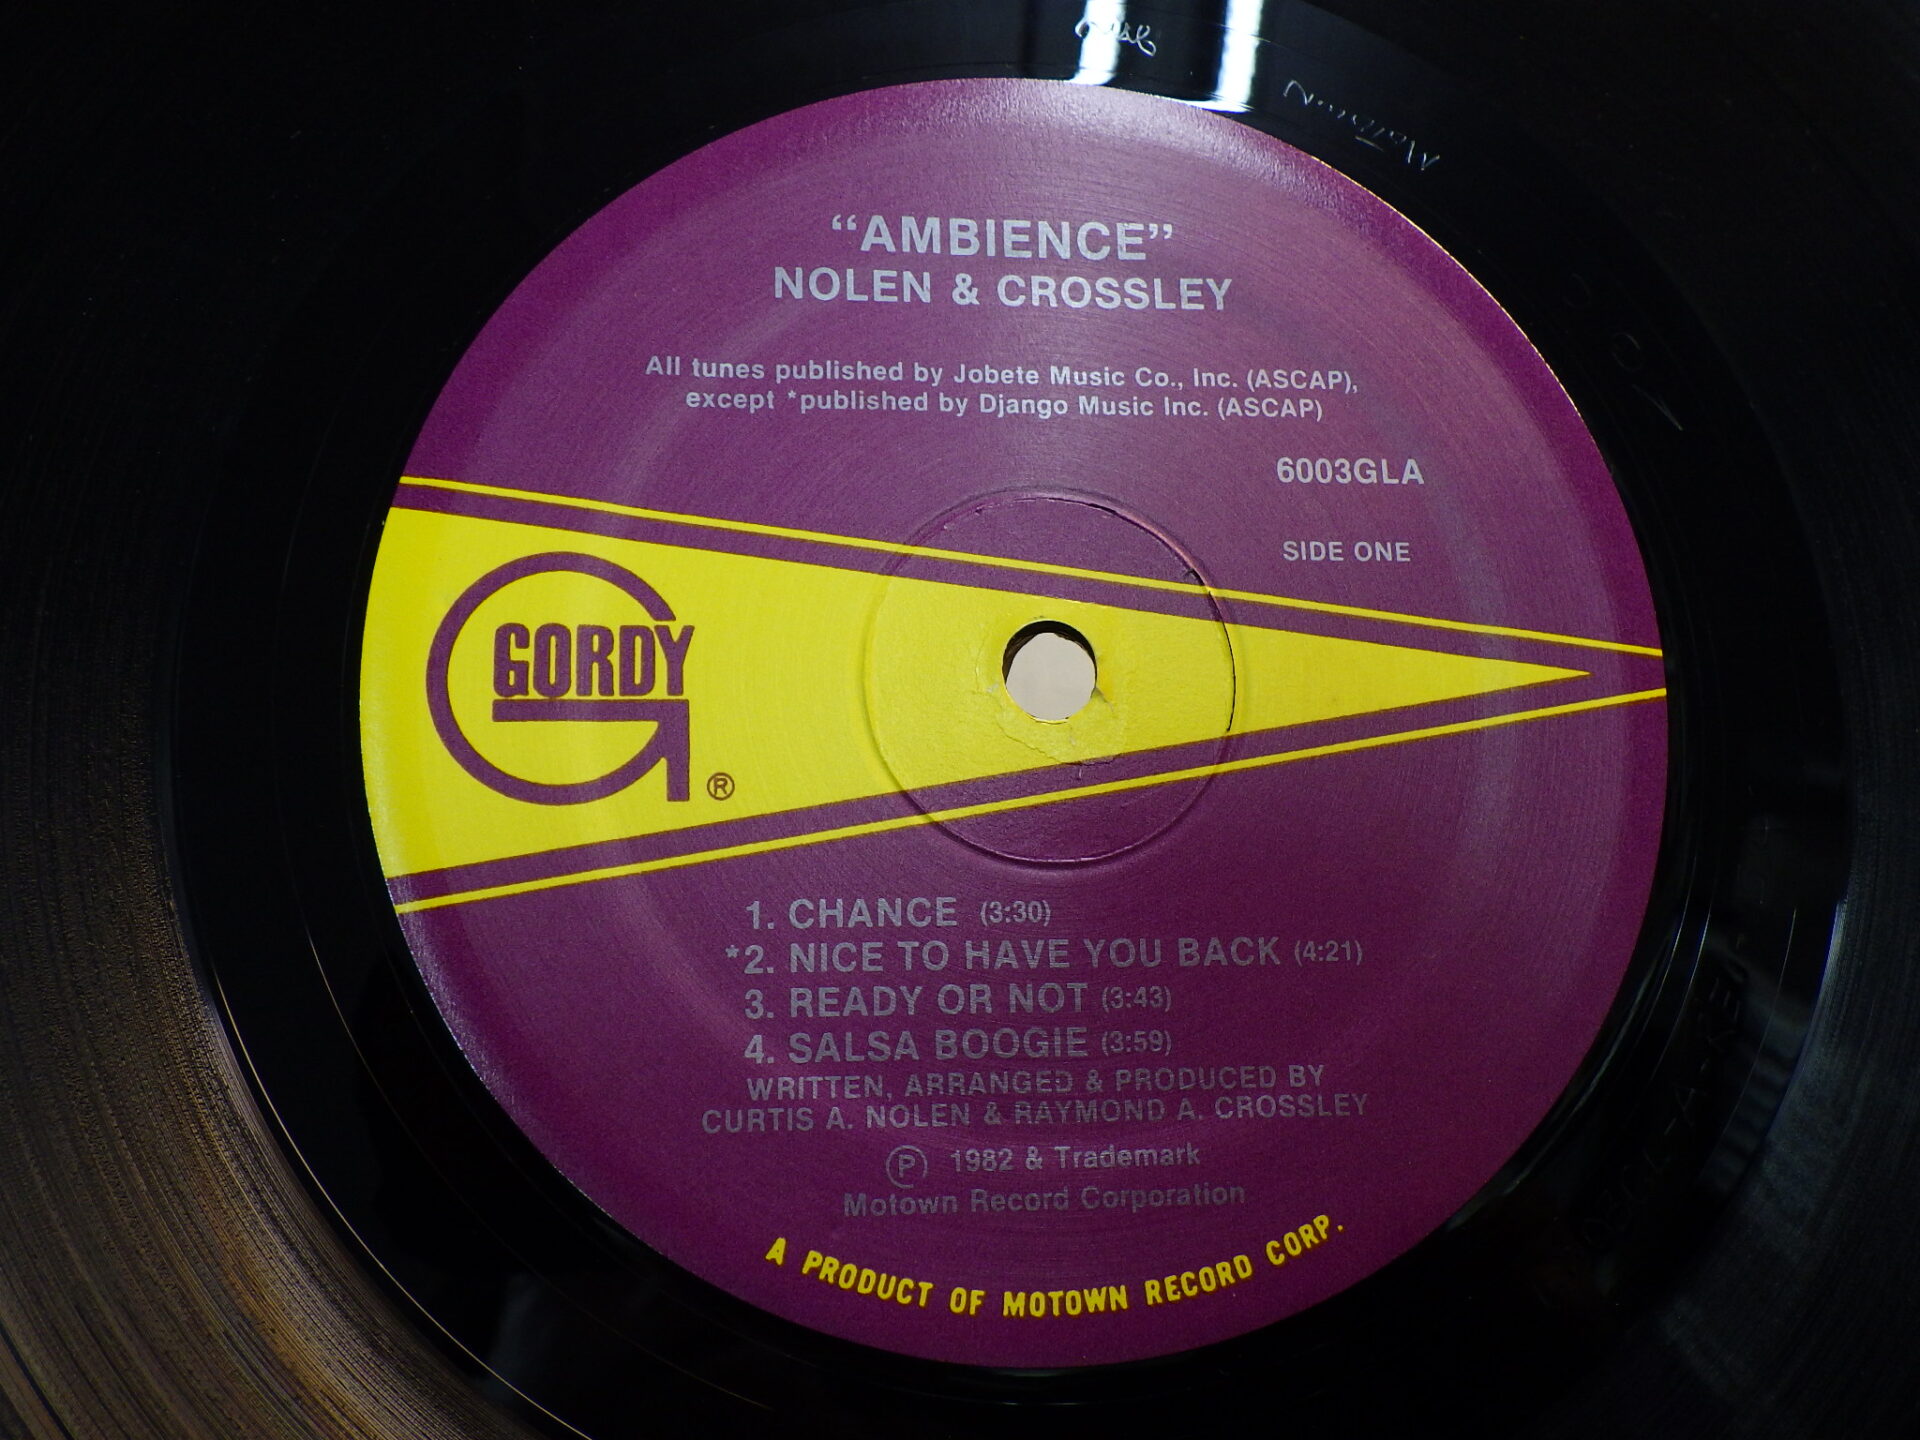 “AMBIENCE”
NOLEN & CROSSLEY
All tunes published by Jobete Music Co., Inc. (ASCAP),
except *published by Django Music Inc. (ASCAP)
6003GLA
SIDE ONE
GORDY
®
1. CHANCE (3:30)
*2. NICE TO HAVE YOU BACK (4:21)
3. READY OR NOT (3:43)
4. SALSA BOOGIE (3:59)
WRITTEN, ARRANGED & PRODUCED BY
CURTIS A. NOLEN & RAYMOND A. CROSSLEY
Ⓟ 1982 & Trademark
Motown Record Corporation
A PRODUCT OF MOTOWN RECORD CORP.